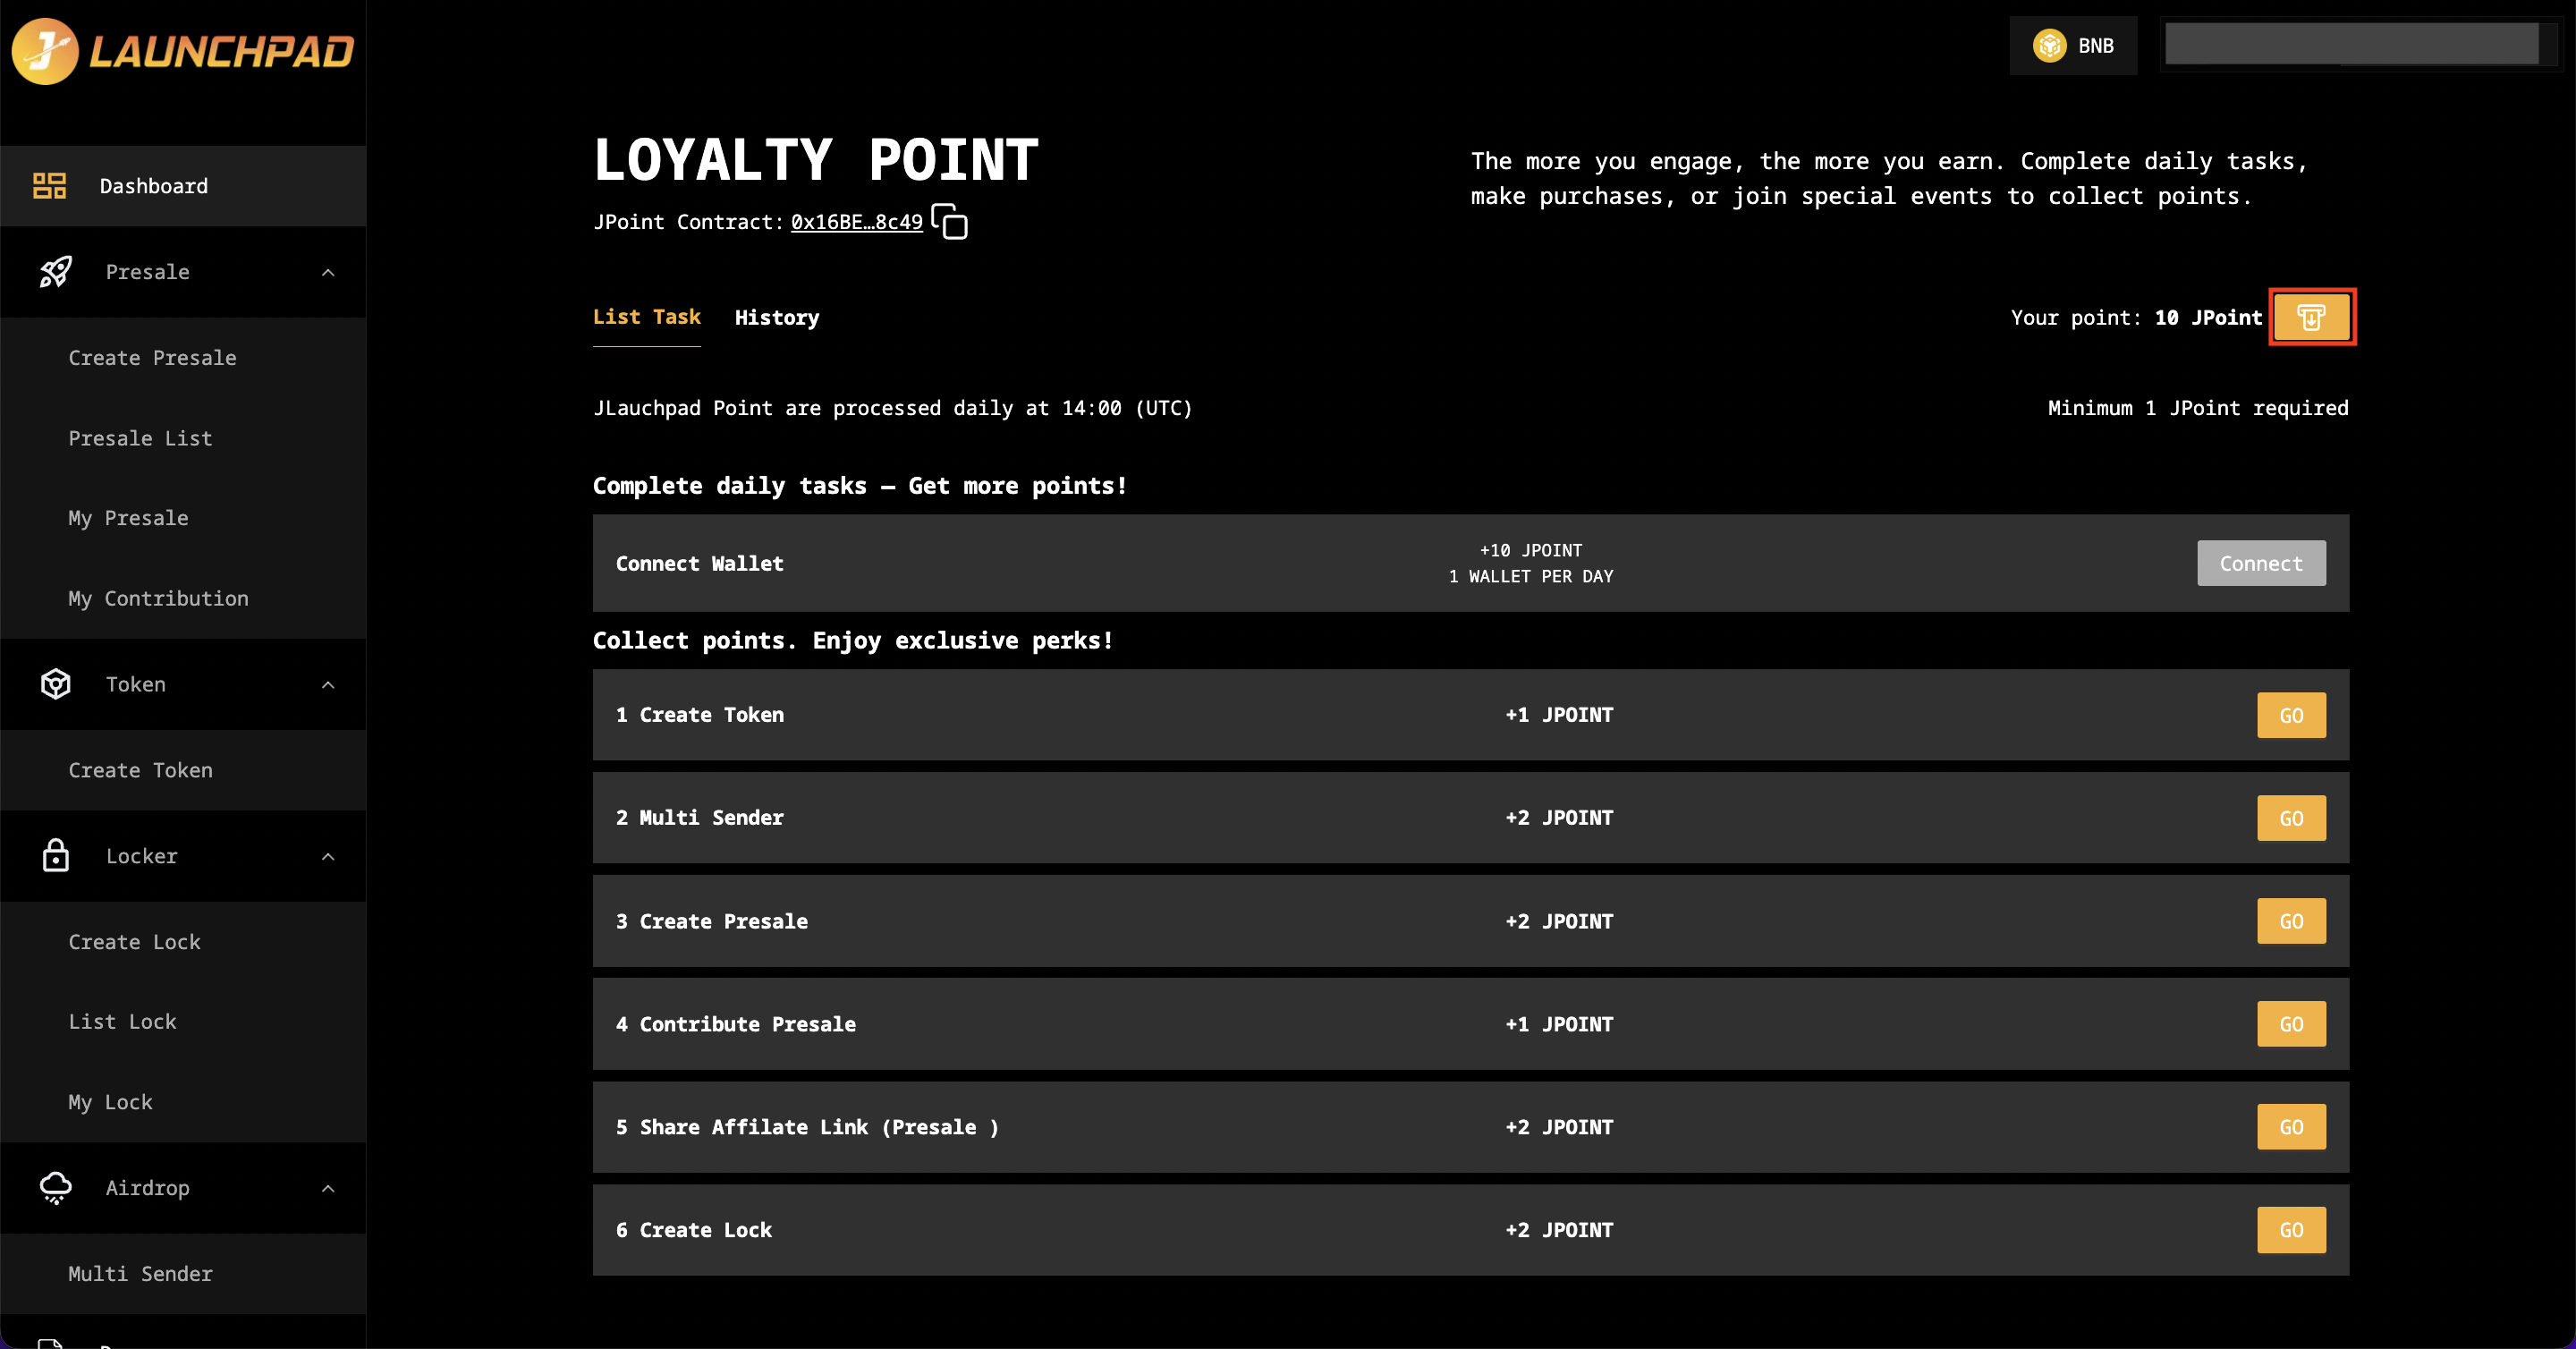 LAUNCHPAD
BNB
Dashboard
Presale
Create Presale
Presale List
My Presale
My Contribution
Token
Create Token
Locker
Create Lock
List Lock
My Lock
Airdrop
Multi Sender
LOYALTY POINT
JPoint Contract: 0x16BE…8c49
The more you engage, the more you earn. Complete daily tasks,
make purchases, or join special events to collect points.
List Task
History
Your point: 10 JPoint
JLauchpad Point are processed daily at 14:00 (UTC)
Minimum 1 JPoint required
Complete daily tasks – Get more points!
Connect Wallet
+10 JPOINT
1 WALLET PER DAY
Connect
Collect points. Enjoy exclusive perks!
1 Create Token
+1 JPOINT
GO
2 Multi Sender
+2 JPOINT
GO
3 Create Presale
+2 JPOINT
GO
4 Contribute Presale
+1 JPOINT
GO
5 Share Affilate Link (Presale )
+2 JPOINT
GO
6 Create Lock
+2 JPOINT
GO